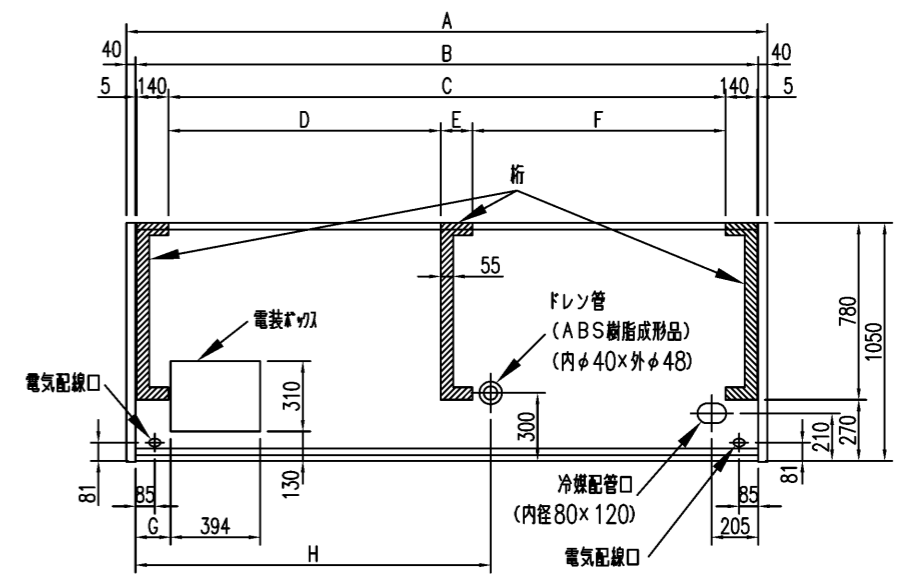 A
40 B 40
5 140 C 140 5
D E F
桁
55
ドレン管
(ABS樹脂成形品)
(内φ40×外φ48)
電装ボックス
780
1050
電気配線口
310
300
210
270
81
130
81
85
冷媒配管口
(内径80×120)
85
G 394
205
H
電気配線口